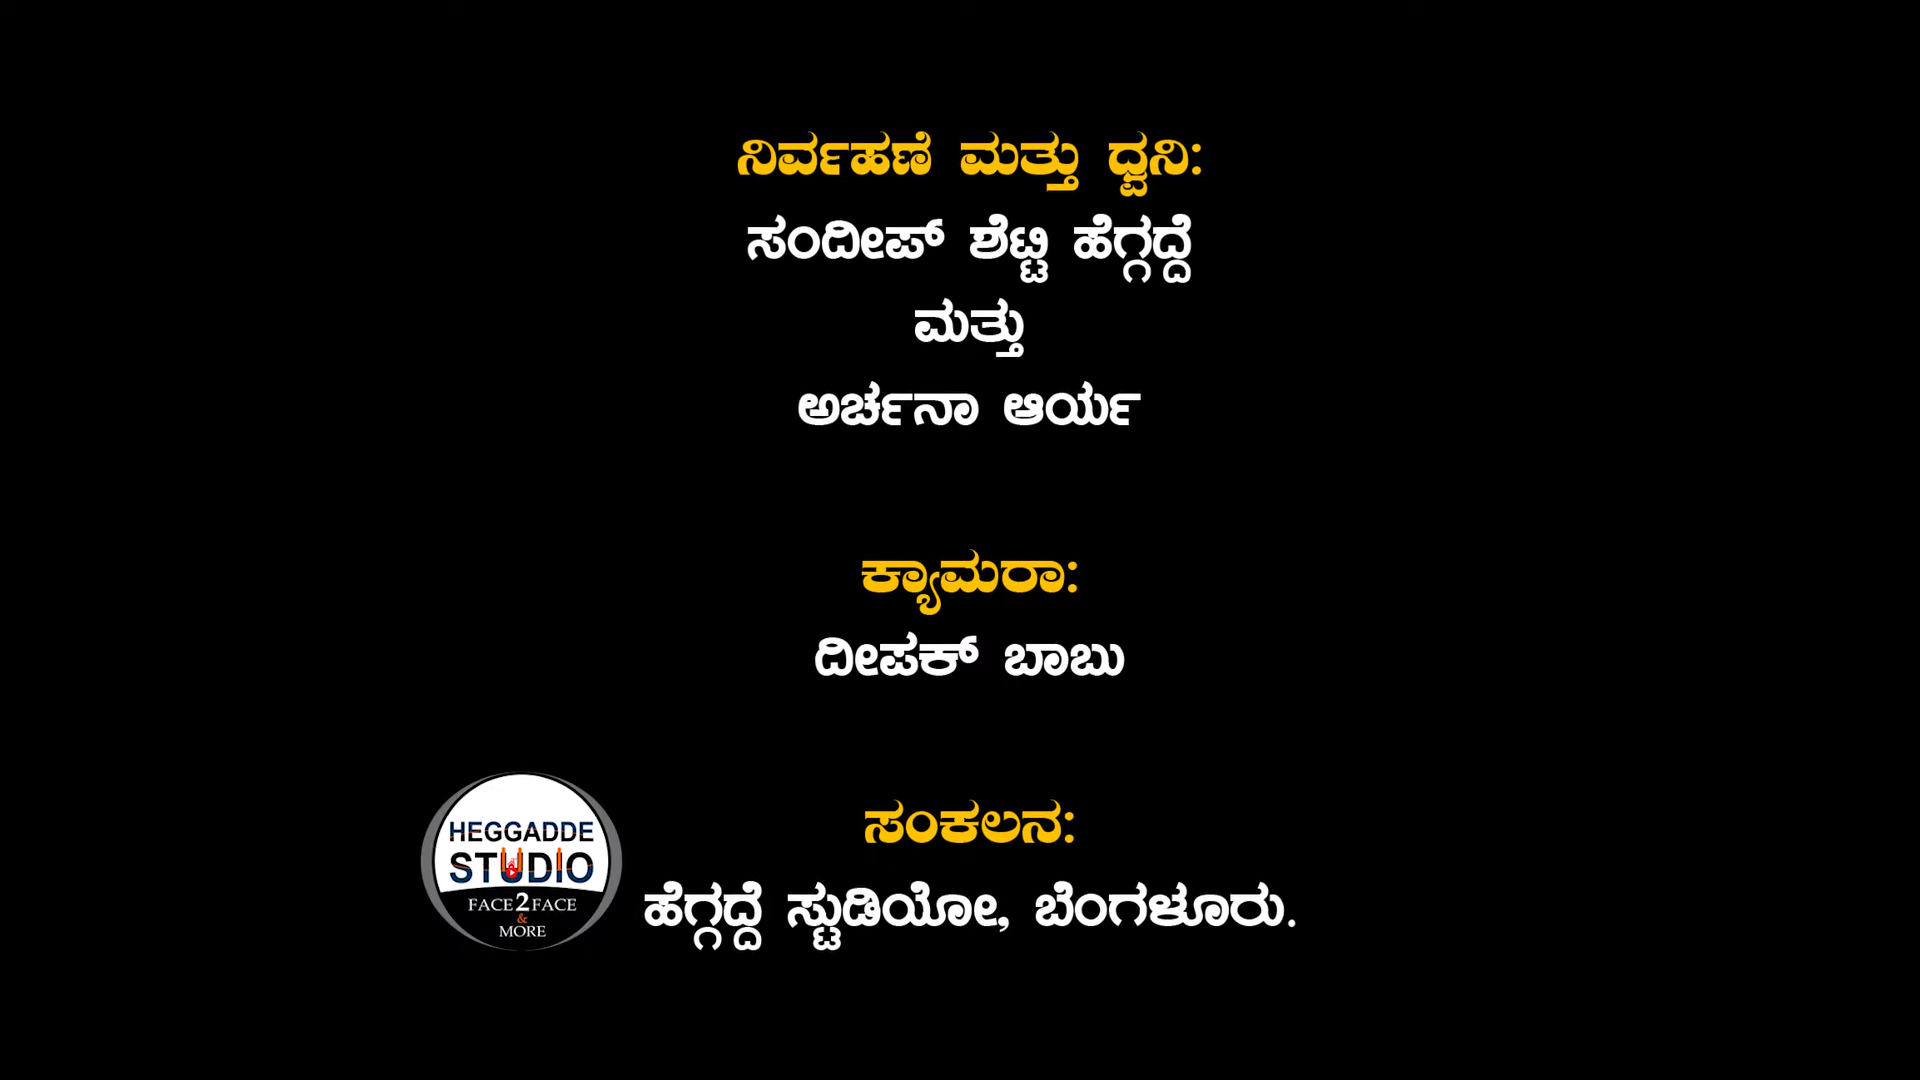 ನಿರ್ವಹಣೆ ಮತ್ತು ಧ್ವನಿ:
ಸಂದೀಪ್ ಶೆಟ್ಟಿ ಹೆಗ್ಗದ್ದೆ
ಮತ್ತು
ಅರ್ಚನಾ ಆರ್ಯ
ಕ್ಯಾಮರಾ:
ದೀಪಕ್ ಬಾಬು
ಸಂಕಲನ:
ಹೆಗ್ಗದ್ದೆ ಸ್ಟುಡಿಯೋ, ಬೆಂಗಳೂರು.
HEGGADDE
STUDIO
FACE2FACE
&
MORE